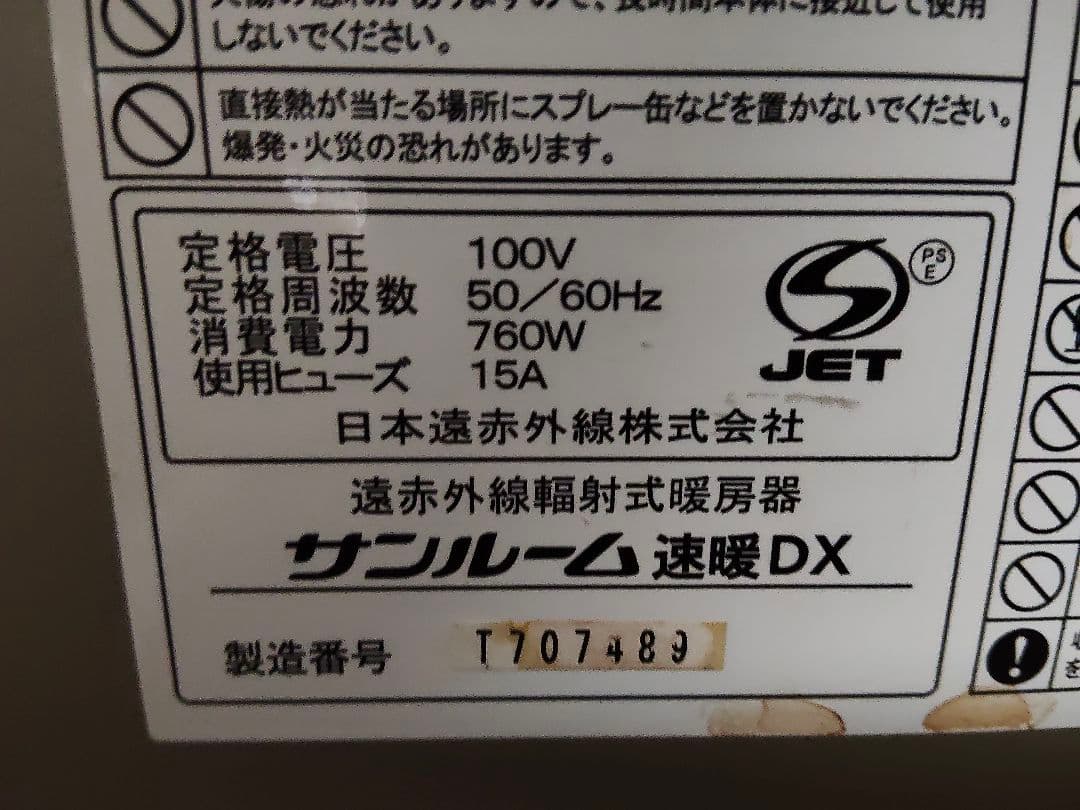 しないでください。
直接熱が当たる場所にスプレー缶などを置かないでください。
爆発・火災の恐れがあります。
定格電圧 100V
定格周波数 50/60Hz
消費電力 760W
使用ヒューズ 15A
PS
E
JET
日本遠赤外線株式会社
遠赤外線輻射式暖房器
サンルーム 速暖DX
製造番号 T707489